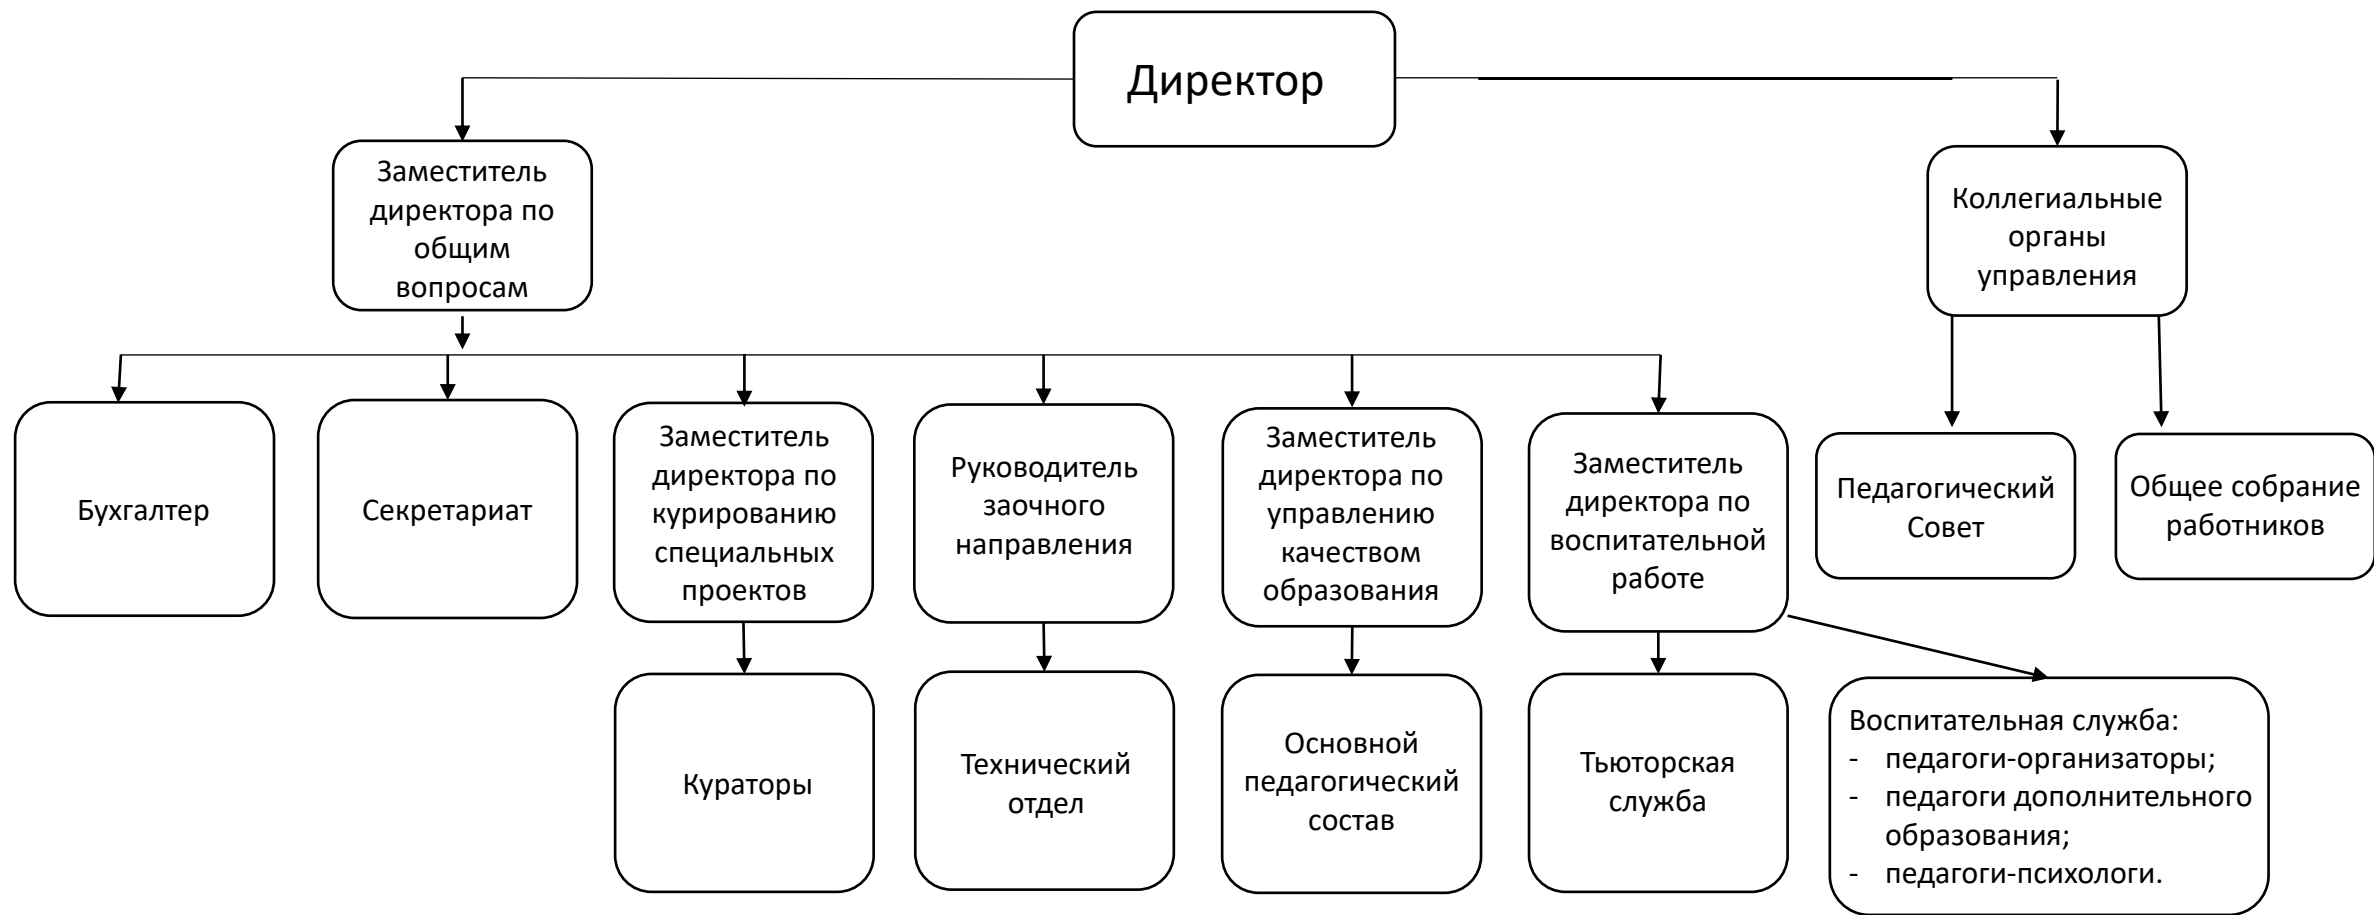 Директор
Заместитель
директора по
общим
вопросам
Коллегиальные
органы
управления
Бухгалтер
Секретариат
Заместитель
директора по
курированию
специальных
проектов
Руководитель
заочного
направления
Заместитель
директора по
управлению
качеством
образования
Заместитель
директора по
воспитательной
работе
Педагогический
Совет
Общее собрание
работников
Кураторы
Технический
отдел
Основной
педагогический
состав
Тьюторская
служба
Воспитательная служба:
- педагоги-организаторы;
- педагоги дополнительного
образования;
- педагоги-психологи.